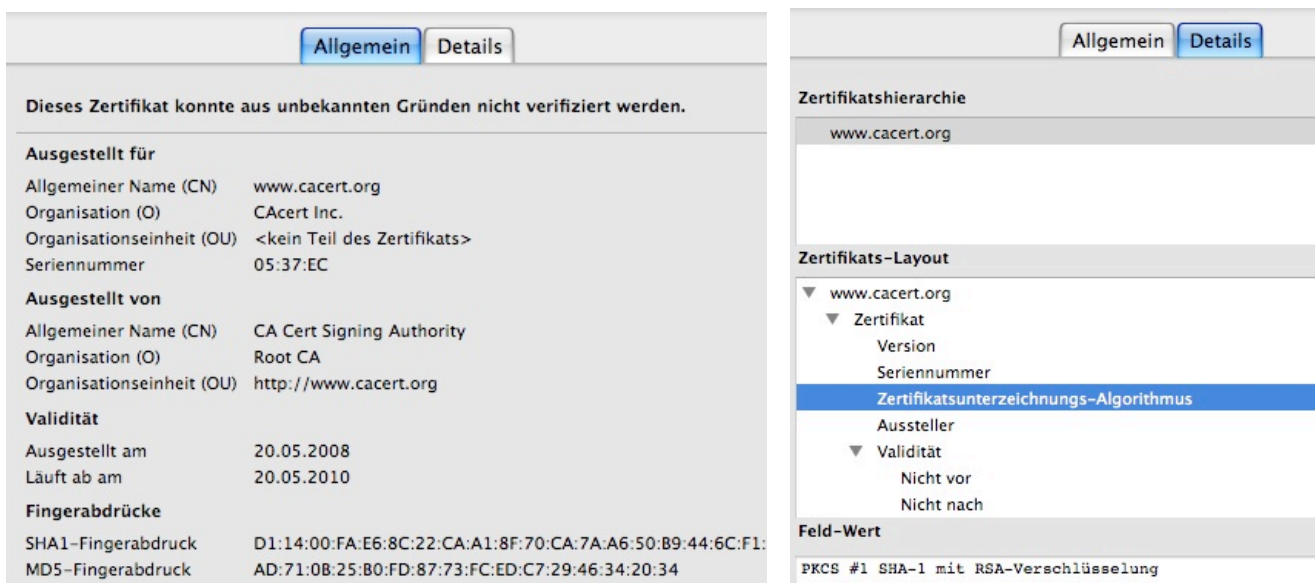 Allgemein Details
Dieses Zertifikat konnte aus unbekannten Gründen nicht verifiziert werden.
Ausgestellt für
Allgemeiner Name (CN) www.cacert.org
Organisation (O) CAcert Inc.
Organisationseinheit (OU) <kein Teil des Zertifikats>
Seriennummer 05:37:EC
Ausgestellt von
Allgemeiner Name (CN) CA Cert Signing Authority
Organisation (O) Root CA
Organisationseinheit (OU) http://www.cacert.org
Validität
Ausgestellt am 20.05.2008
Läuft ab am 20.05.2010
Fingerabdrücke
SHA1-Fingerabdruck D1:14:00:FA:E6:8C:22:CA:A1:8F:70:CA:7A:A6:50:B9:44:6C:F1:
MD5-Fingerabdruck AD:71:0B:25:B0:FD:87:73:FC:ED:C7:29:46:34:20:34
Allgemein Details
Zertifikatshierarchie
www.cacert.org
Zertifikats-Layout
www.cacert.org
Zertifikat
Version
Seriennummer
Zertifikatsunterzeichnungs-Algorithmus
Aussteller
Validität
Nicht vor
Nicht nach
Feld-Wert
PKCS #1 SHA-1 mit RSA-Verschlüsselung